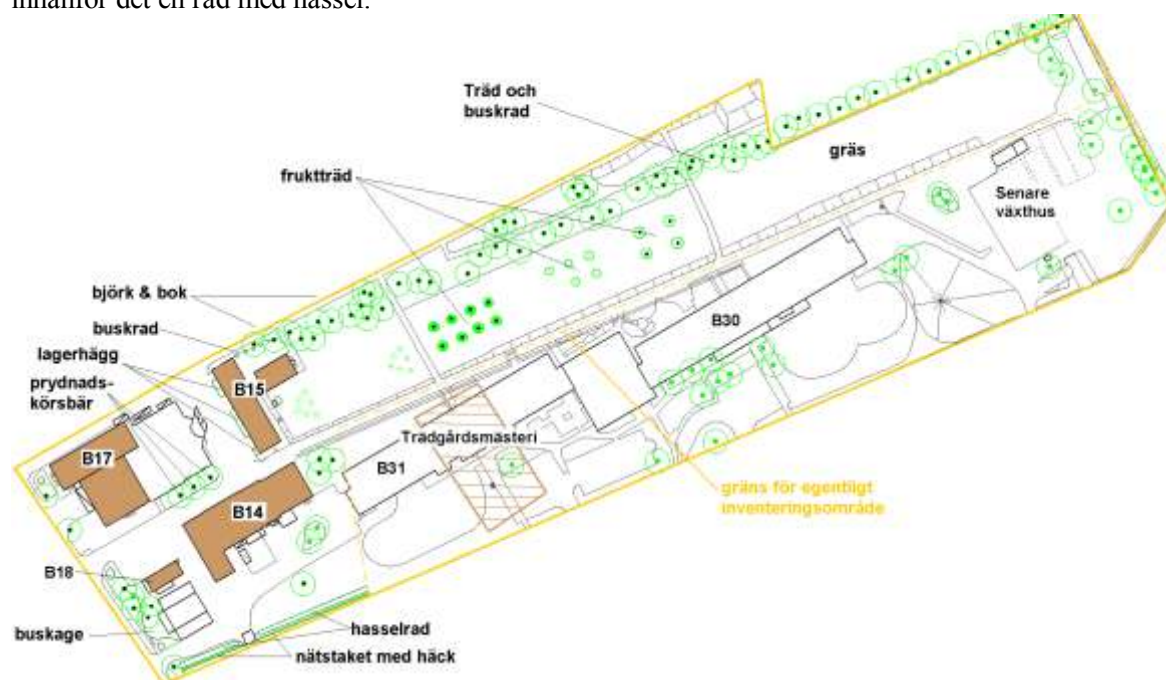 innanför det en rad med hassel.
Träd och
buskrad
gräs
fruktträd
Senare
växthus
björk & bok
buskrad
lagerhägg
prydnads-
körsbär
B15
B30
B17
Trädgårdsmästeri
B31
B14
gräns för egentligt
inventeringsområde
B18
buskage
hasselrad
nätstaket med häck